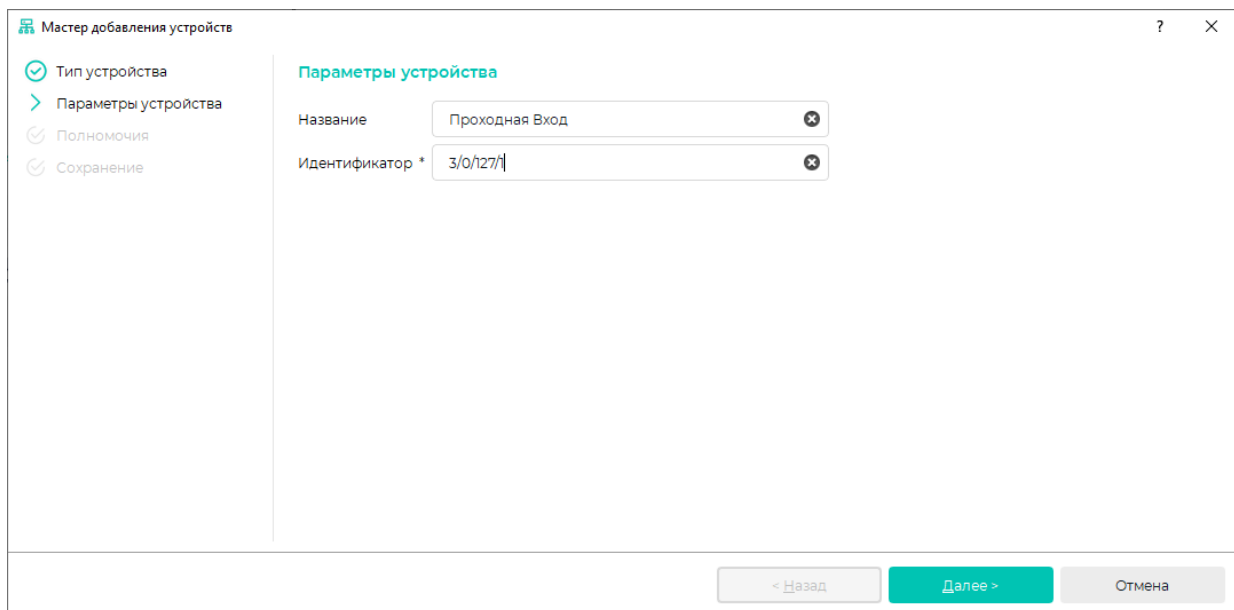 Мастер добавления устройств
?
Тип устройства
Параметры устройства
Полномочия
Сохранение
Параметры устройства
Название
Проходная Вход
Идентификатор *
3/0/127/1
< Назад
Далее >
Отмена